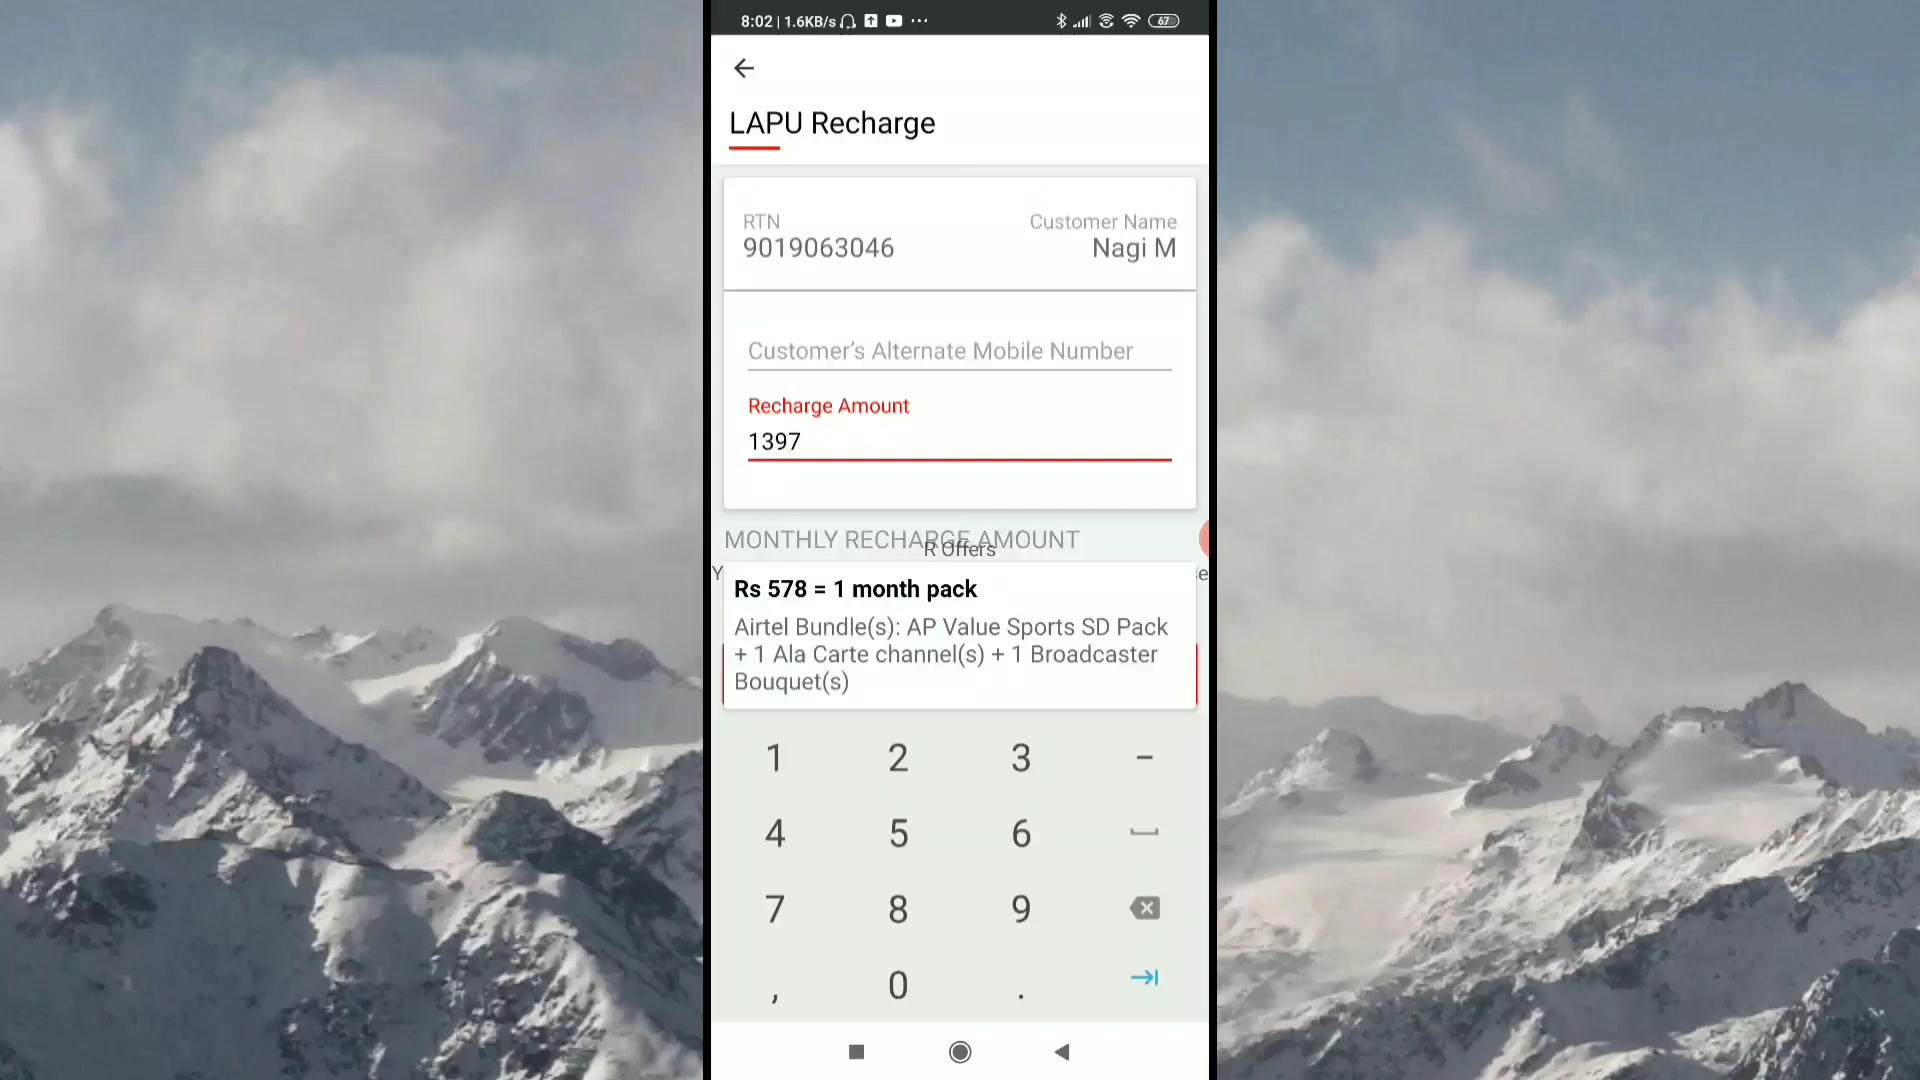 8:02 | 1.6KB/s ... 67
LAPU Recharge
RTN
Customer Name
9019063046
Nagi M
Customer's Alternate Mobile Number
Recharge Amount
1397
MONTHLY RECHARGE AMOUNT
R Offers
Y
e
Rs 578 = 1 month pack
Airtel Bundle(s): AP Value Sports SD Pack
+ 1 Ala Carte channel(s) + 1 Broadcaster
Bouquet(s)
1 2 3 –
4 5 6
7 8 9
, 0 .